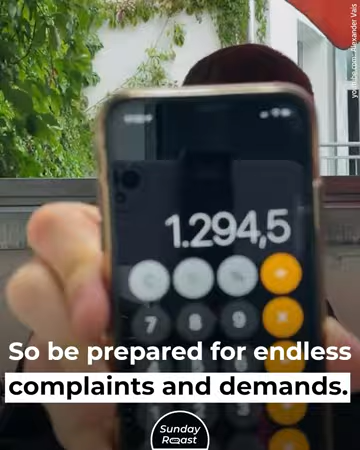 youtube.com - Alexander Vals
1.294,5
7 8 9
So be prepared for endless
complaints and demands.
Sunday
Roast